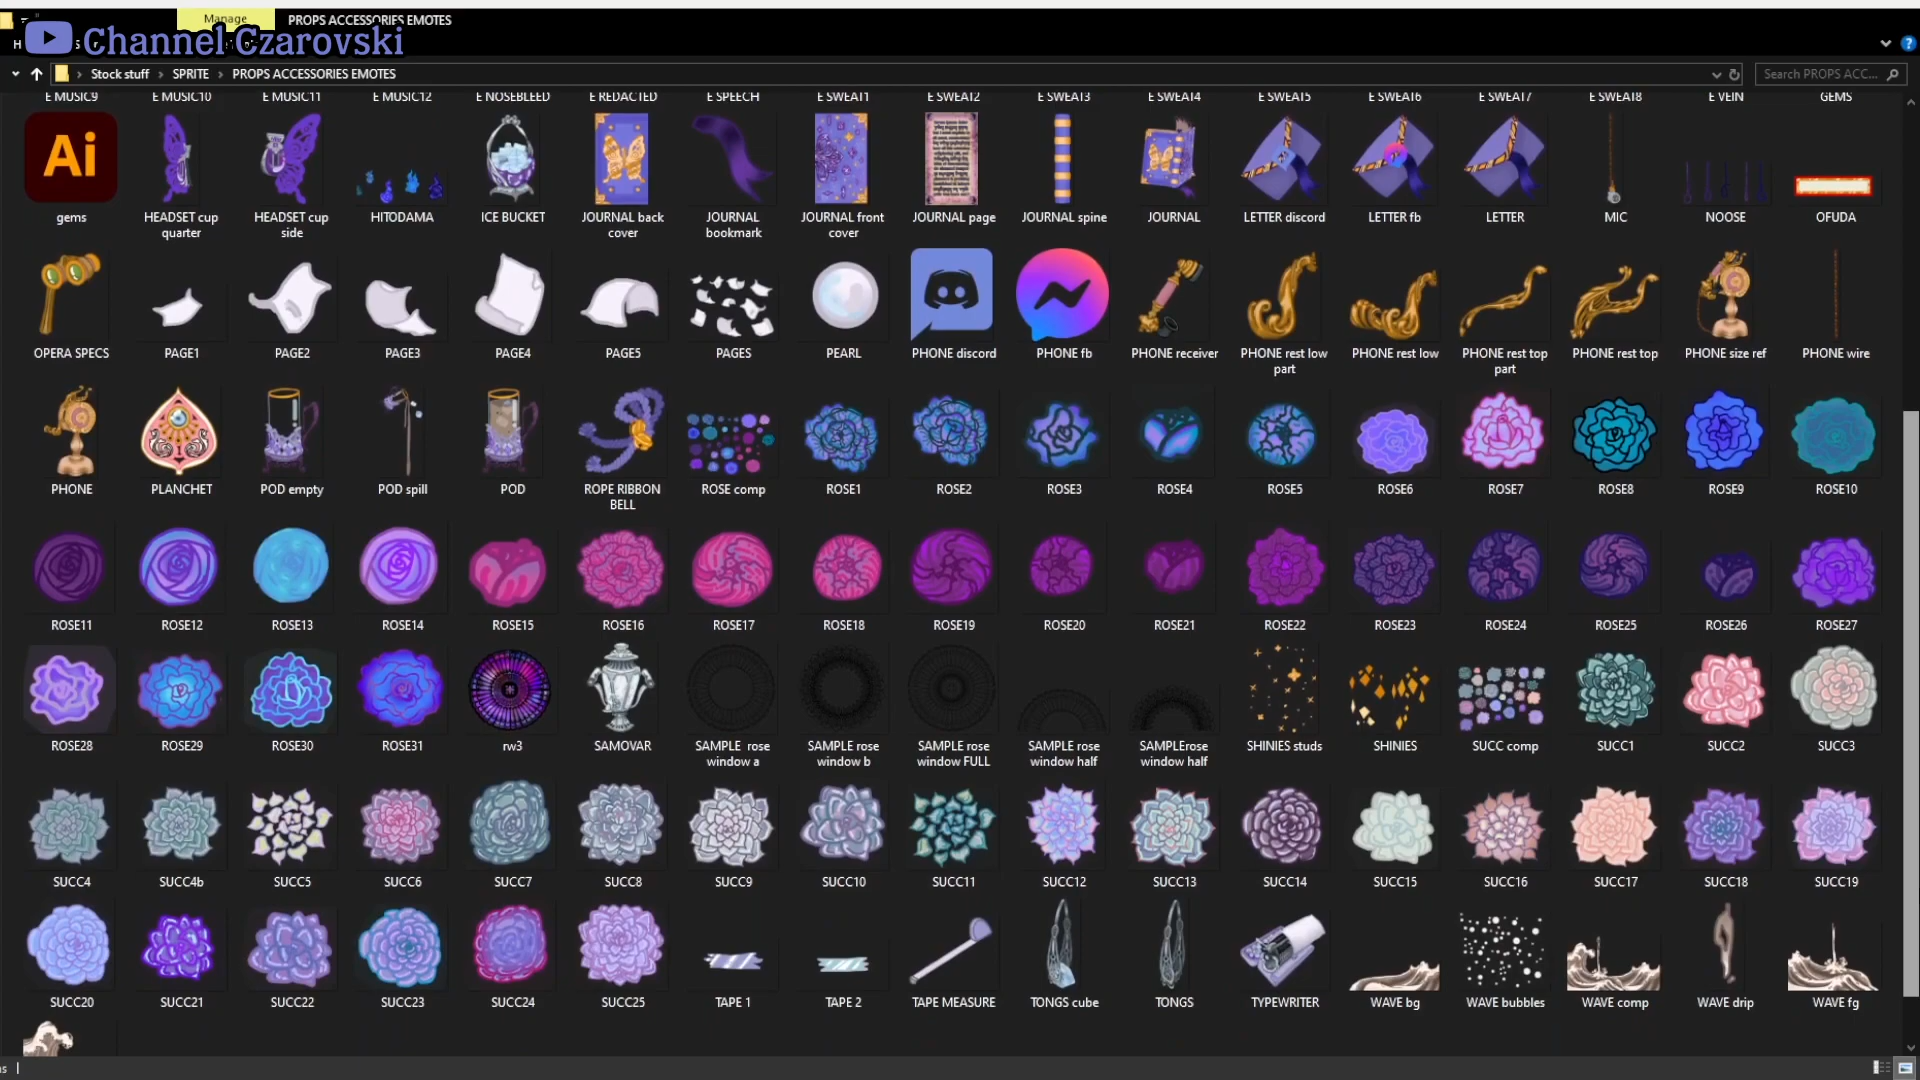 Manage
PROPS ACCESSORIES EMOTES
Channel Czarovski
Stock stuff > SPRITE > PROPS ACCESSORIES EMOTES
Search PROPS ACC...
E MUSIC9 E MUSIC10 E MUSIC11 E MUSIC12 E NOSEBLEED E REDACTED E SPEECH E SWEAT1 E SWEAT2 E SWEAT3 E SWEAT4 E SWEAT5 E SWEAT6 E SWEAT7 E SWEAT8 E VEIN GEMS
Ai
gems HEADSET cup HEADSET cup HITODAMA ICE BUCKET JOURNAL back JOURNAL JOURNAL front JOURNAL page JOURNAL spine JOURNAL LETTER discord LETTER fb LETTER MIC NOOSE OFUDA
quarter side cover bookmark cover
OPERA SPECS PAGE1 PAGE2 PAGE3 PAGE4 PAGE5 PAGES PEARL PHONE discord PHONE fb PHONE receiver PHONE rest low PHONE rest low PHONE rest top PHONE rest top PHONE size ref PHONE wire
part part
PHONE PLANCHET POD empty POD spill POD ROPE RIBBON ROSE comp ROSE1 ROSE2 ROSE3 ROSE4 ROSE5 ROSE6 ROSE7 ROSE8 ROSE9 ROSE10
BELL
ROSE11 ROSE12 ROSE13 ROSE14 ROSE15 ROSE16 ROSE17 ROSE18 ROSE19 ROSE20 ROSE21 ROSE22 ROSE23 ROSE24 ROSE25 ROSE26 ROSE27
ROSE28 ROSE29 ROSE30 ROSE31 rw3 SAMOVAR SAMPLE rose SAMPLE rose SAMPLE rose SAMPLE rose SAMPLErose SHINIES studs SHINIES SUCC comp SUCC1 SUCC2 SUCC3
window a window b window FULL window half window half
SUCC4 SUCC4b SUCC5 SUCC6 SUCC7 SUCC8 SUCC9 SUCC10 SUCC11 SUCC12 SUCC13 SUCC14 SUCC15 SUCC16 SUCC17 SUCC18 SUCC19
SUCC20 SUCC21 SUCC22 SUCC23 SUCC24 SUCC25 TAPE 1 TAPE 2 TAPE MEASURE TONGS cube TONGS TYPEWRITER WAVE bg WAVE bubbles WAVE comp WAVE drip WAVE fg